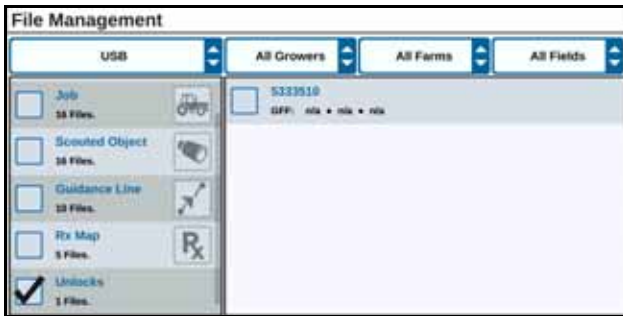 File Management
USB
All Growers
All Farms
All Fields
Job
16 Files.
Scouted Object
16 Files.
Guidance Line
10 Files.
Rx Map
5 Files.
Rx
Unlocks
1 Files.
5333510
GFF: n/a • n/a • n/a